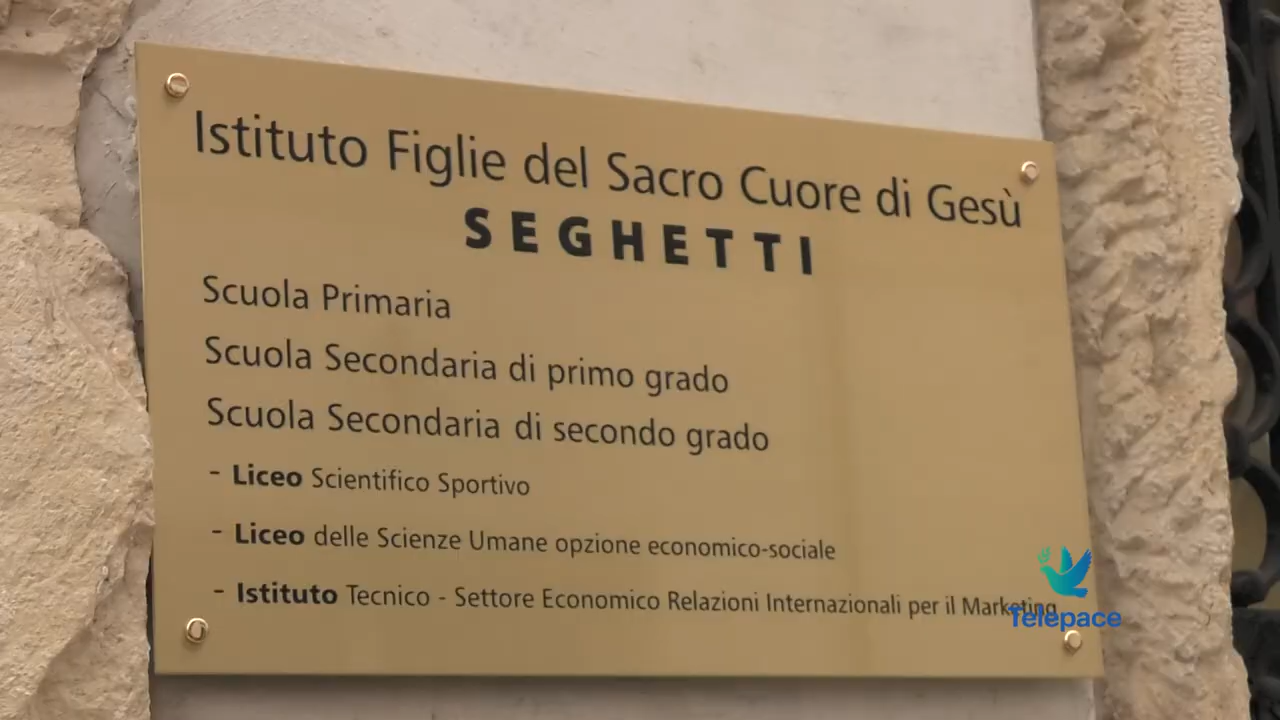 Istituto Figlie del Sacro Cuore di Gesù
SEGHETTI
Scuola Primaria
Scuola Secondaria di primo grado
Scuola Secondaria di secondo grado
- Liceo Scientifico Sportivo
- Liceo delle Scienze Umane opzione economico-sociale
- Istituto Tecnico - Settore Economico Relazioni Internazionali per il Marketing
Telepace